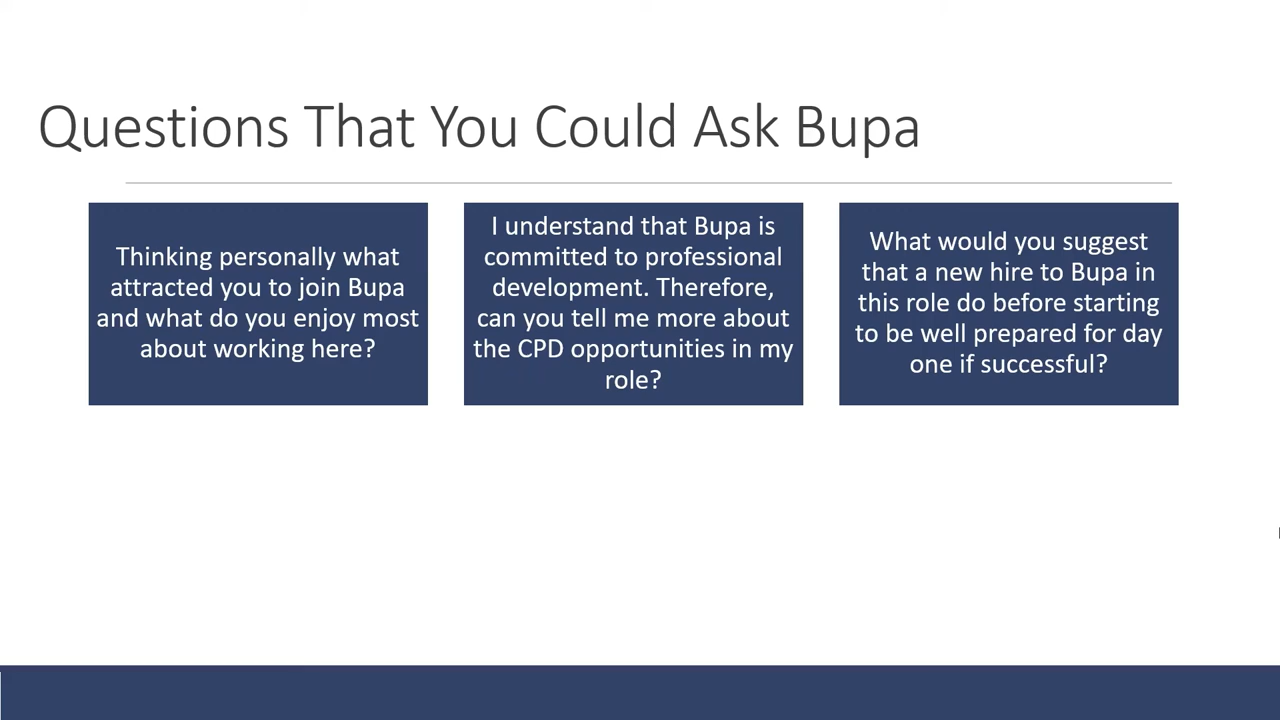 Questions That You Could Ask Bupa
Thinking personally what
attracted you to join Bupa
and what do you enjoy most
about working here?
I understand that Bupa is
committed to professional
development. Therefore,
can you tell me more about
the CPD opportunities in my
role?
What would you suggest
that a new hire to Bupa in
this role do before starting
to be well prepared for day
one if successful?